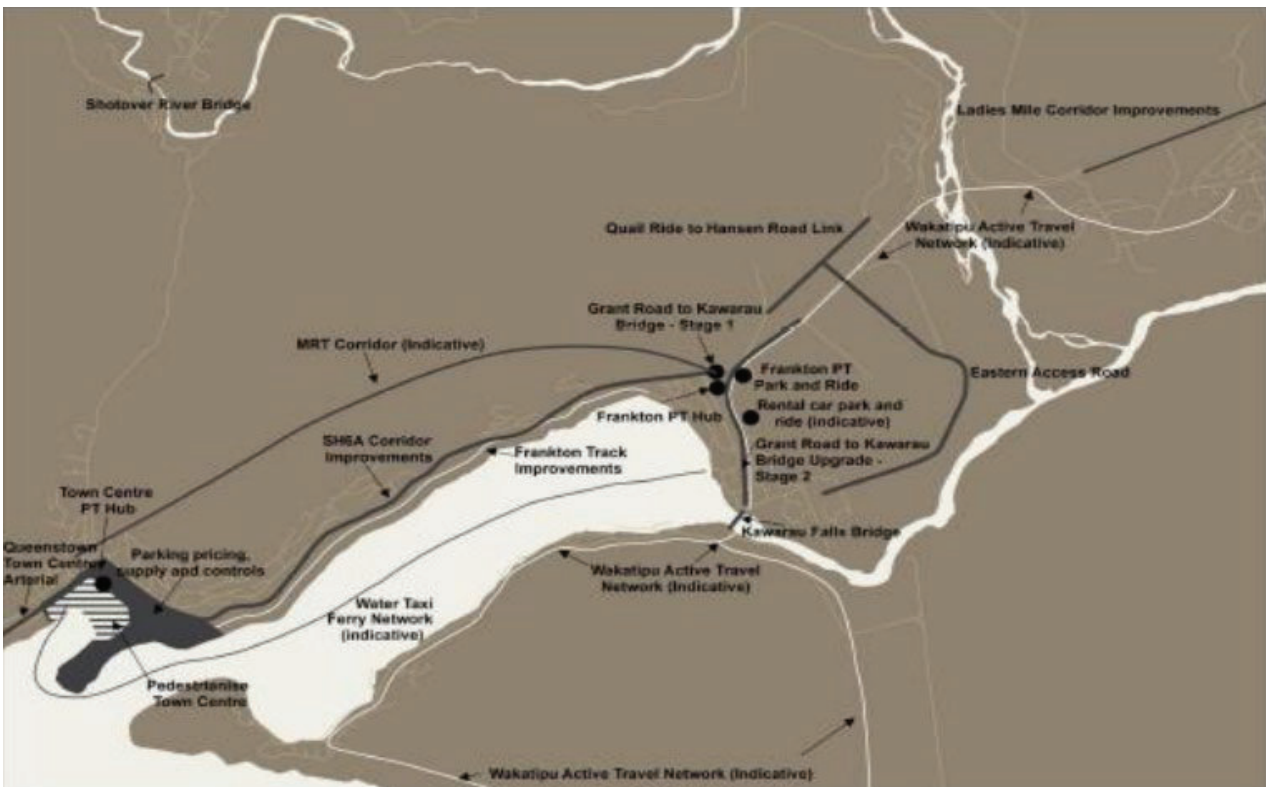 Shotover River Bridge
Ladies Mile Corridor Improvements
Quail Ride to Hansen Road Link
Wakatipu Active Travel
Network (Indicative)
Grant Road to Kawarau
Bridge - Stage 1
MRT Corridor (Indicative)
Frankton PT
Park and Ride
Eastern Access Road
Frankton PT Hub
Rental car park and
ride (indicative)
SH6A Corridor
Improvements
Frankton Track
Improvements
Grant Road to Kawarau
Bridge Upgrade -
Stage 2
Town Centre
PT Hub
Kawarau Falls Bridge
Queenstown
Town Centre
Arterial
Parking pricing,
supply and controls
Wakatipu Active Travel
Network (Indicative)
Water Taxi
Ferry Network
(indicative)
Pedestrianise
Town Centre
Wakatipu Active Travel Network (Indicative)